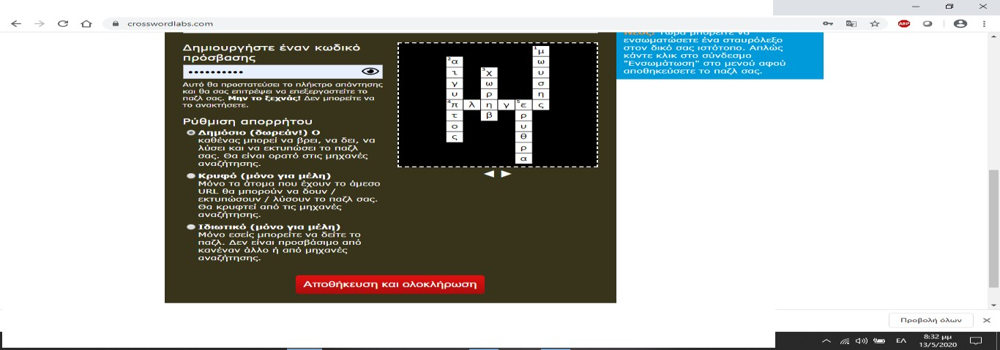 crosswordlabs.com
ABP
Δημιουργήστε έναν κωδικό
πρόσβασης
••••••••••
Αυτό θα προστατεύσει το πλήκτρο απάντησης
και θα σας επιτρέψει να επεξεργαστείτε το
παζλ σας. Μην το ξεχνάς! Δεν μπορείτε να
το ανακτήσετε.
Ρύθμιση απορρήτου
Δημόσιο (δωρεάν!) Ο
καθένας μπορεί να βρει, να δει, να
λύσει και να εκτυπώσει το παζλ
σας. Θα είναι ορατό στις μηχανές
αναζήτησης.
Κρυφό (μόνο για μέλη)
Μόνο τα άτομα που έχουν το άμεσο
URL θα μπορούν να δουν /
εκτυπώσουν / λύσουν το παζλ σας.
Θα κρυφτεί από τις μηχανές
αναζήτησης.
Ιδιωτικό (μόνο για μέλη)
Μόνο εσείς μπορείτε να δείτε το
παζλ. Δεν είναι προσβάσιμο από
κανέναν άλλο ή από μηχανές
αναζήτησης.
1 μ
2 α ω
ι 3 χ υ
γ ω σ
υ ρ η
4 π λ η γ 5 ε ς
τ β ρ
ο υ
ς θ
ρ
α
Νέος! Τώρα μπορείτε να
ενσωματώσετε ένα σταυρόλεξο
στον δικό σας ιστότοπο. Απλώς
κάντε κλικ στο σύνδεσμο
"Ενσωμάτωση" στο μενού αφού
αποθηκεύσετε το παζλ σας.
Αποθήκευση και ολοκλήρωση
Προβολή όλων
ΕΛ
8:32 μμ
13/5/2020